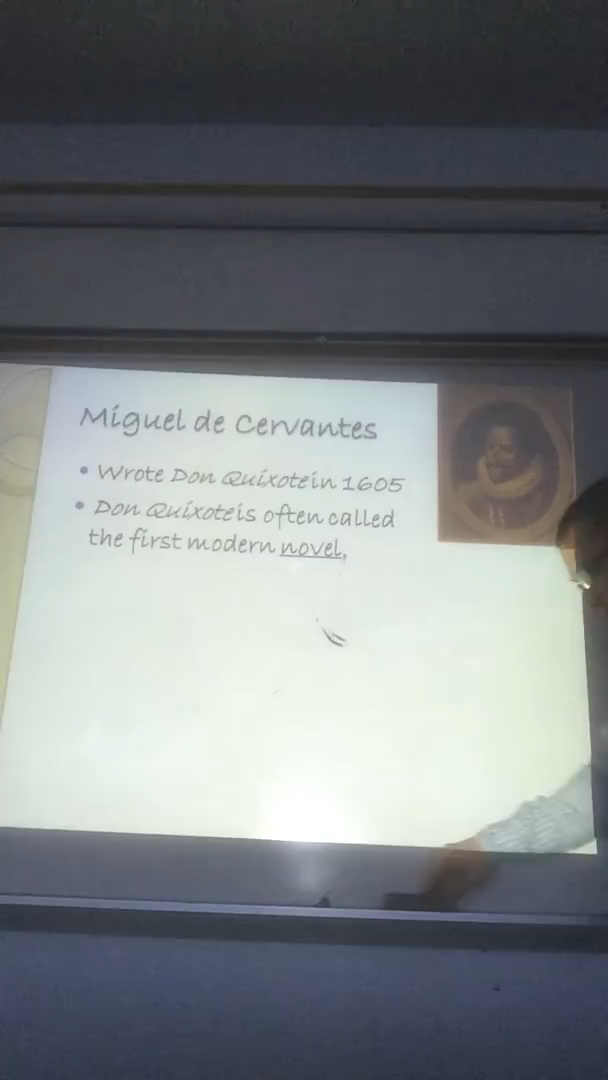 Miguel de Cervantes
• Wrote Don Quixotein 1605
• Don Quixoteis often called
the first modern novel.